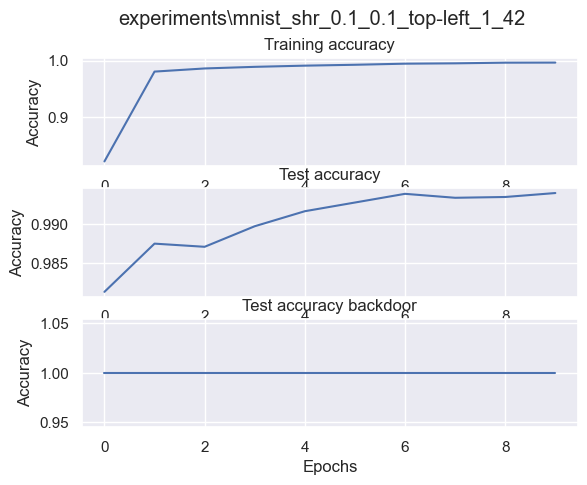 experiments\mnist_shr_0.1_0.1_top-left_1_42
Training accuracy
1.0
0.9
Accuracy
0 2 4 6 8
Test accuracy
0.990
0.985
Accuracy
0 2 4 6 8
Test accuracy backdoor
1.05
1.00
0.95
Accuracy
0 2 4 6 8
Epochs